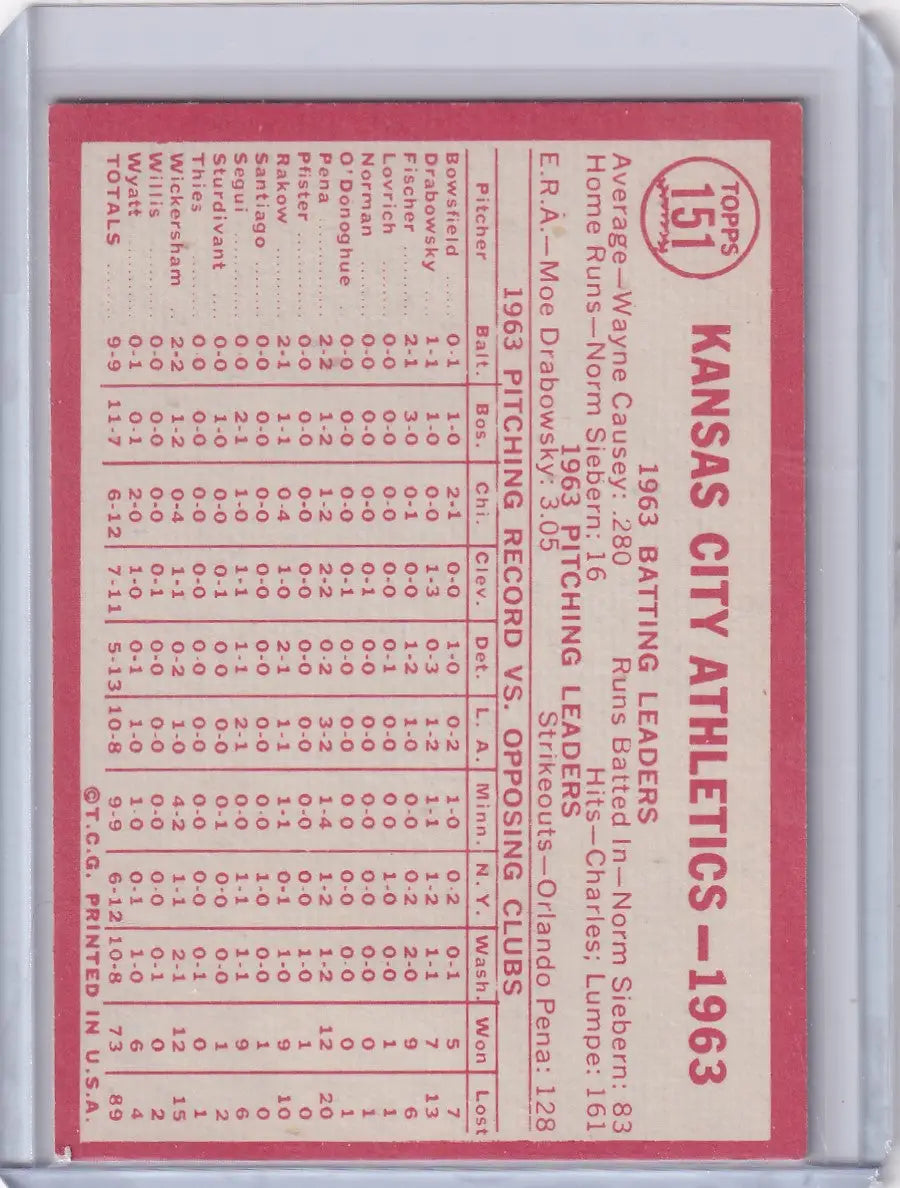 TOPPS
151
KANSAS CITY ATHLETICS—1963
1963 BATTING LEADERS
Average—Wayne Causey: .280 Runs Batted In—Norm Siebern: 83
Home Runs—Norm Siebern: 16 Hits—Charles; Lumpe: 161
1963 PITCHING LEADERS
E.R.A.—Moe Drabowsky: 3.05 Strikeouts—Orlando Pena: 128
1963 PITCHING RECORD VS. OPPOSING CLUBS
Pitcher Balt. Bos. Chi. Clev. Det. L. A. Minn. N. Y. Wash. Won Lost
Bowsfield ...... 0-1 1-0 2-1 0-0 1-0 0-2 1-0 0-2 0-1 5 7
Drabowsky .... 1-1 1-0 0-0 1-3 0-3 1-2 1-1 1-2 1-1 7 13
Fischer ........ 2-1 3-0 0-1 0-0 1-2 1-0 0-0 0-2 2-0 9 6
Lovrich ........ 0-0 0-0 0-0 0-0 0-1 0-0 0-0 1-0 0-0 1 1
Norman ....... 0-0 0-0 0-0 0-1 0-0 0-0 0-0 0-0 0-0 0 1
O'Donoghue .. 0-0 0-0 0-0 0-1 0-0 0-0 0-0 0-0 0-0 0 1
Pena .......... 2-2 1-2 1-2 2-2 0-2 3-2 1-4 1-2 1-2 12 20
Pfister ......... 0-0 0-0 0-0 0-0 0-0 0-0 0-0 0-0 1-0 1 0
Rakow ........ 2-1 1-1 0-4 1-0 2-1 1-1 1-1 0-1 1-0 9 10
Santiago ...... 0-0 0-0 0-0 0-0 0-0 0-0 0-0 1-0 0-0 1 0
Segui ......... 0-0 2-1 1-0 1-1 1-1 2-1 0-0 1-1 1-1 9 6
Sturdivant .... 0-0 1-0 0-0 0-1 0-0 0-0 0-1 0-0 0-0 1 2
Thies .......... 0-0 0-0 0-0 0-0 0-0 0-0 0-0 0-0 0-1 0 1
Wickersham .. 2-2 1-2 0-4 1-1 0-2 1-0 4-2 1-1 2-1 12 15
Willis .......... 0-0 0-0 0-0 0-1 0-0 0-0 0-0 0-0 0-1 0 2
Wyatt ......... 0-1 0-1 2-0 1-0 0-1 1-0 1-0 0-1 1-0 6 4
TOTALS ...... 9-9 11-7 6-12 7-11 5-13 10-8 9-9 6-12 10-8 73 89
©T.C.G. PRINTED IN U.S.A.